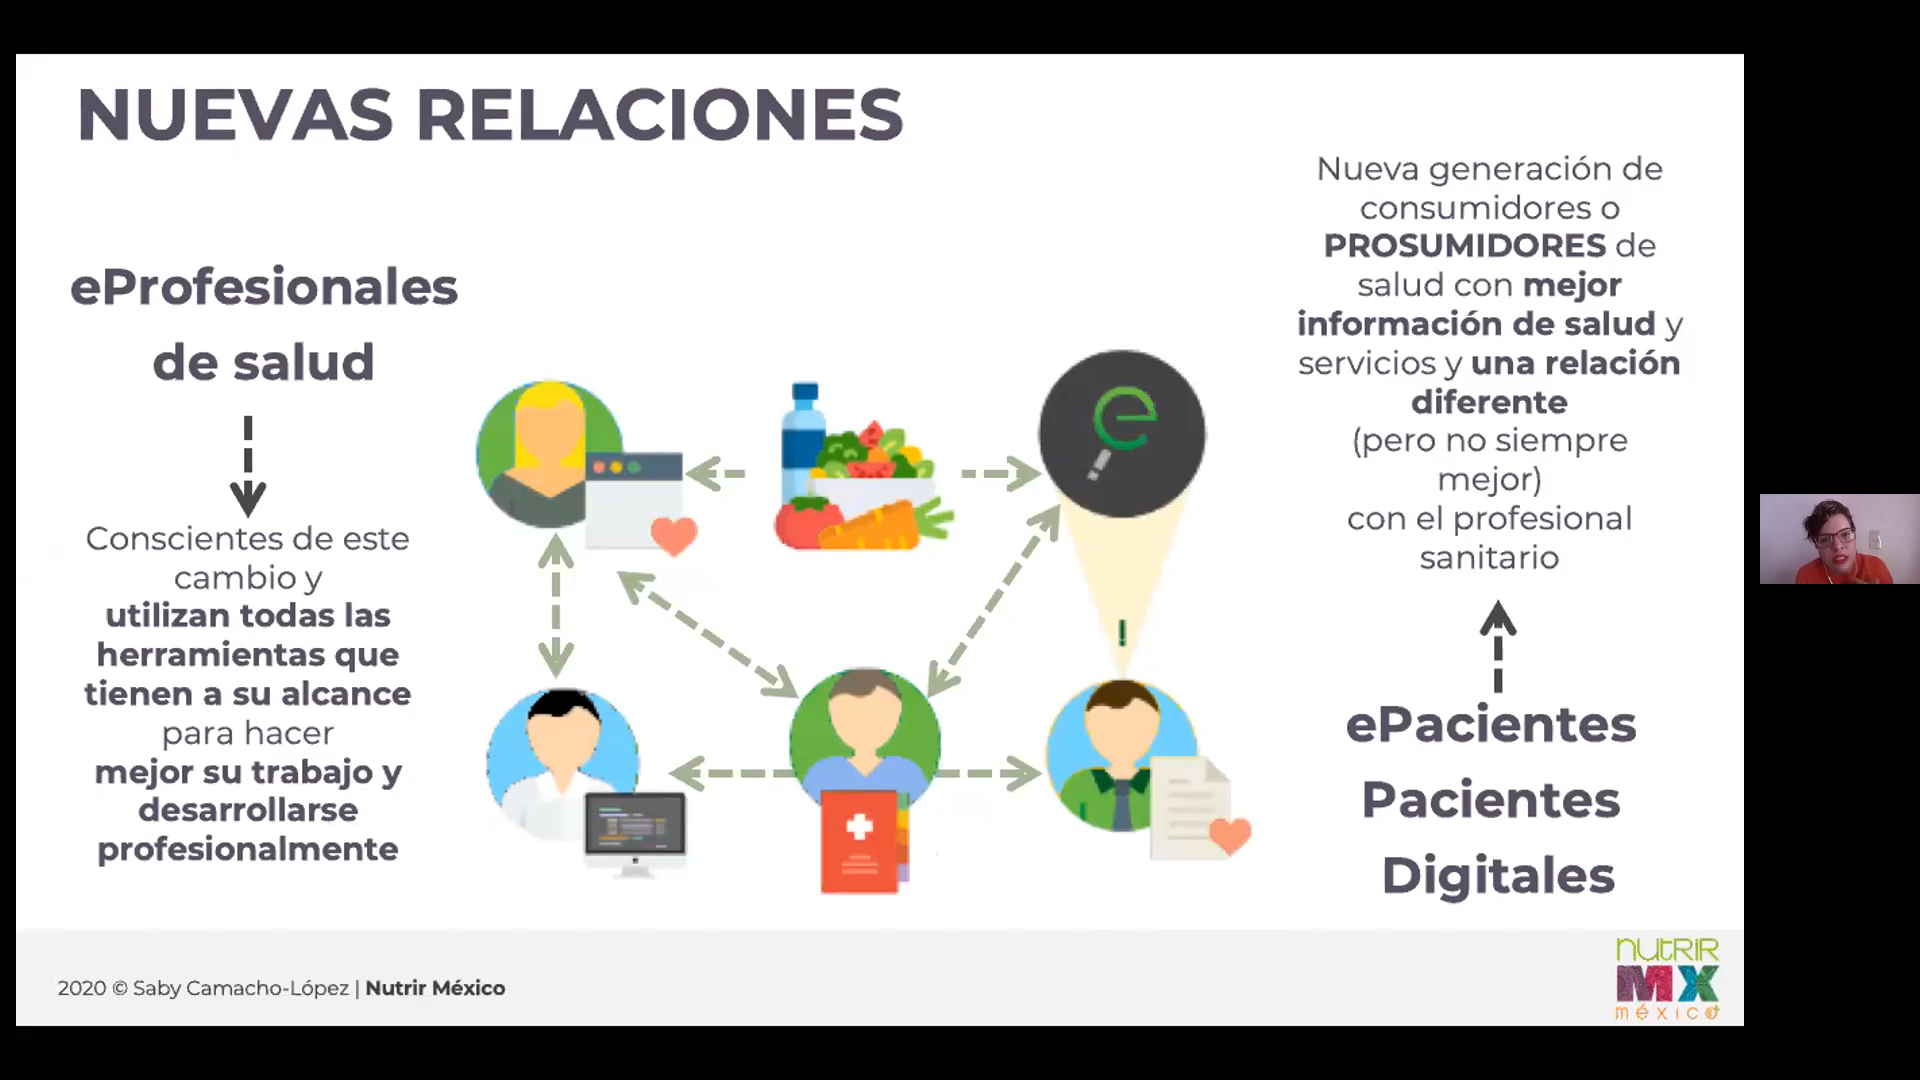 NUEVAS RELACIONES
eProfesionales
de salud
Conscientes de este
cambio y
utilizan todas las
herramientas que
tienen a su alcance
para hacer
mejor su trabajo y
desarrollarse
profesionalmente
e
!
Nueva generación de
consumidores o
PROSUMIDORES de
salud con mejor
información de salud y
servicios y una relación
diferente
(pero no siempre
mejor)
con el profesional
sanitario
ePacientes
Pacientes
Digitales
2020 © Saby Camacho-López | Nutrir México
nutRIR
MX
méxico